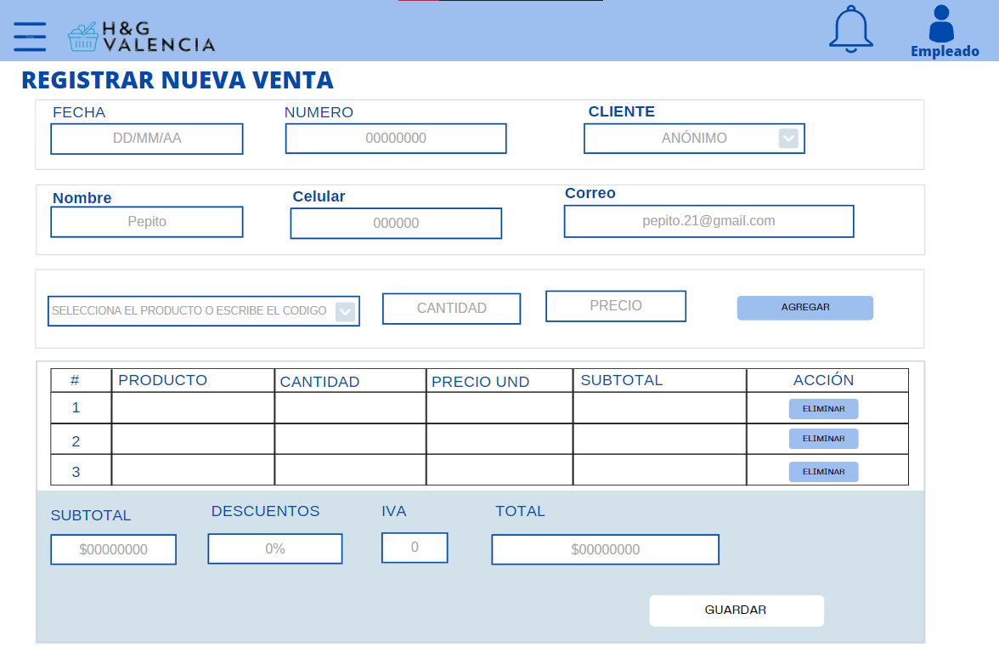 H&G
VALENCIA
Empleado
REGISTRAR NUEVA VENTA
FECHA NUMERO CLIENTE
DD/MM/AA 00000000 ANÓNIMO
Nombre Celular Correo
Pepito 000000 pepito.21@gmail.com
SELECCIONA EL PRODUCTO O ESCRIBE EL CODIGO CANTIDAD PRECIO AGREGAR
# PRODUCTO CANTIDAD PRECIO UND SUBTOTAL ACCIÓN
1 ELIMINAR
2 ELIMINAR
3 ELIMINAR
SUBTOTAL DESCUENTOS IVA TOTAL
$00000000 0% 0 $00000000
GUARDAR